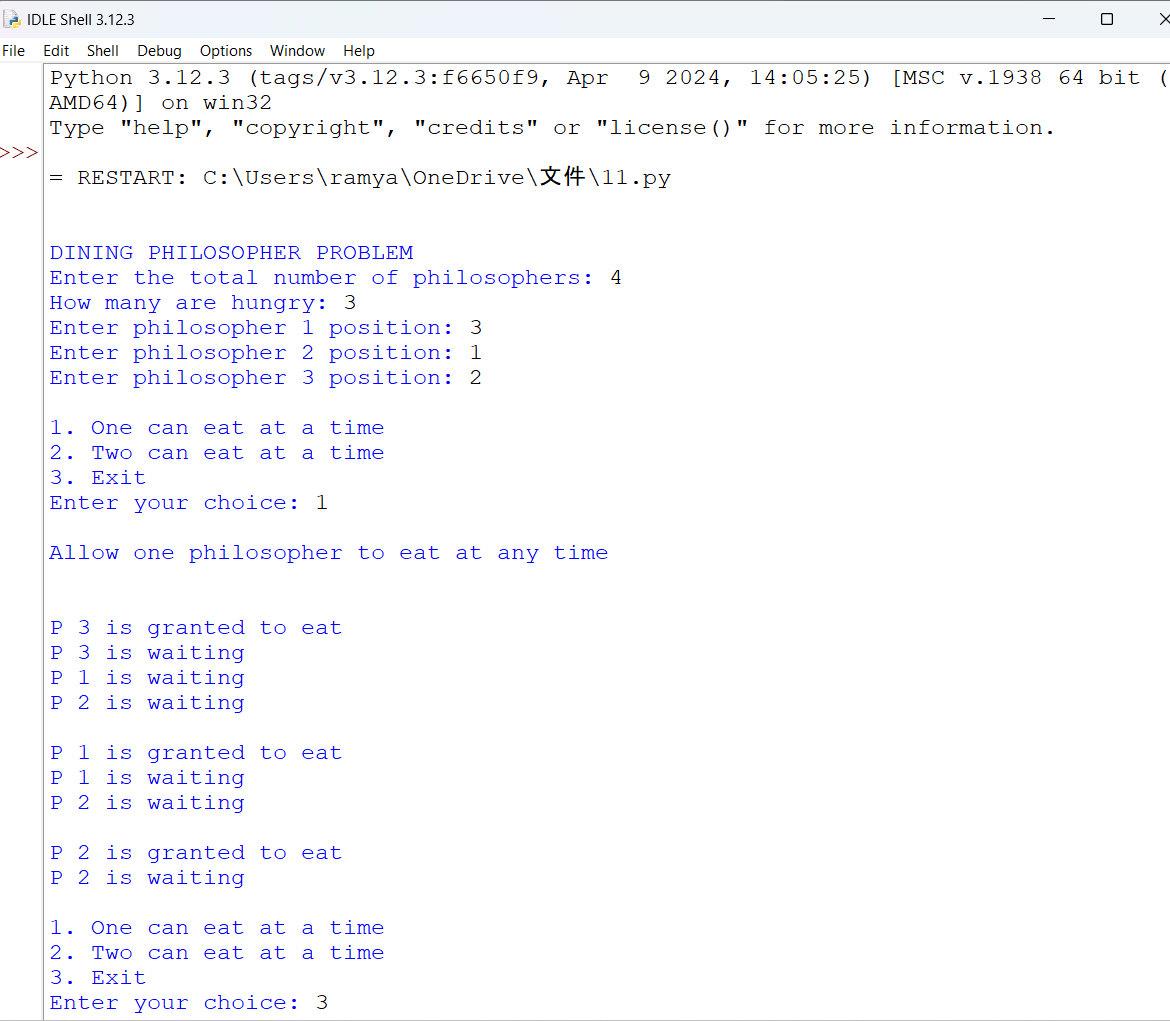 IDLE Shell 3.12.3
File Edit Shell Debug Options Window Help
Python 3.12.3 (tags/v3.12.3:f6650f9, Apr  9 2024, 14:05:25) [MSC v.1938 64 bit (
AMD64)] on win32
Type "help", "copyright", "credits" or "license()" for more information.
>>>
= RESTART: C:\Users\ramya\OneDrive\文件\11.py
DINING PHILOSOPHER PROBLEM
Enter the total number of philosophers: 4
How many are hungry: 3
Enter philosopher 1 position: 3
Enter philosopher 2 position: 1
Enter philosopher 3 position: 2
1. One can eat at a time
2. Two can eat at a time
3. Exit
Enter your choice: 1
Allow one philosopher to eat at any time
P 3 is granted to eat
P 3 is waiting
P 1 is waiting
P 2 is waiting
P 1 is granted to eat
P 1 is waiting
P 2 is waiting
P 2 is granted to eat
P 2 is waiting
1. One can eat at a time
2. Two can eat at a time
3. Exit
Enter your choice: 3